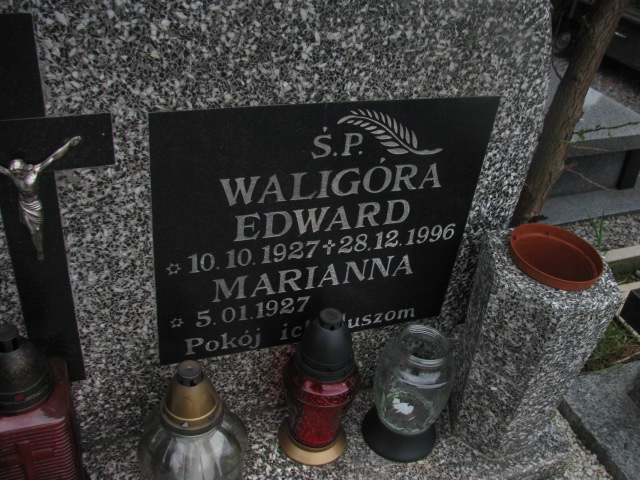 Ś.P.
WALIGÓRA
EDWARD
✡ 10.10.1927 ✝ 28.12.1996
MARIANNA
✡ 5.01.1927
Pokój ich duszom